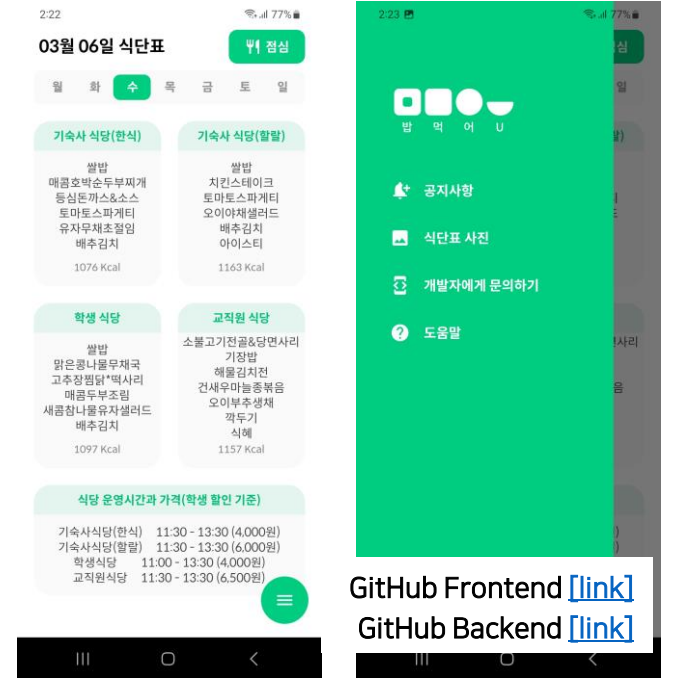 2:22
77%
03월 06일 식단표
점심
월 화 수 목 금 토 일
기숙사 식당(한식)
쌀밥
매콤호박순두부찌개
등심돈까스&소스
토마토스파게티
유자무채초절임
배추김치
1076 Kcal
기숙사 식당(할랄)
쌀밥
치킨스테이크
토마토스파게티
오이야채샐러드
배추김치
아이스티
1163 Kcal
학생 식당
쌀밥
맑은콩나물무채국
고추장찜닭*떡사리
매콤두부조림
새콤참나물유자샐러드
배추김치
1097 Kcal
교직원 식당
소불고기전골&당면사리
기장밥
해물김치전
건새우마늘종볶음
오이부추생채
깍두기
식혜
1157 Kcal
식당 운영시간과 가격(학생 할인 기준)
기숙사식당(한식) 11:30 - 13:30 (4,000원)
기숙사식당(할랄) 11:30 - 13:30 (6,000원)
학생식당 11:00 - 13:30 (4,000원)
교직원식당 11:30 - 13:30 (6,500원)
2:23
77%
밥 먹 어 U
공지사항
식단표 사진
개발자에게 문의하기
도움말
심
일
)
사리
음
)
)
GitHub Frontend [link]
GitHub Backend [link]